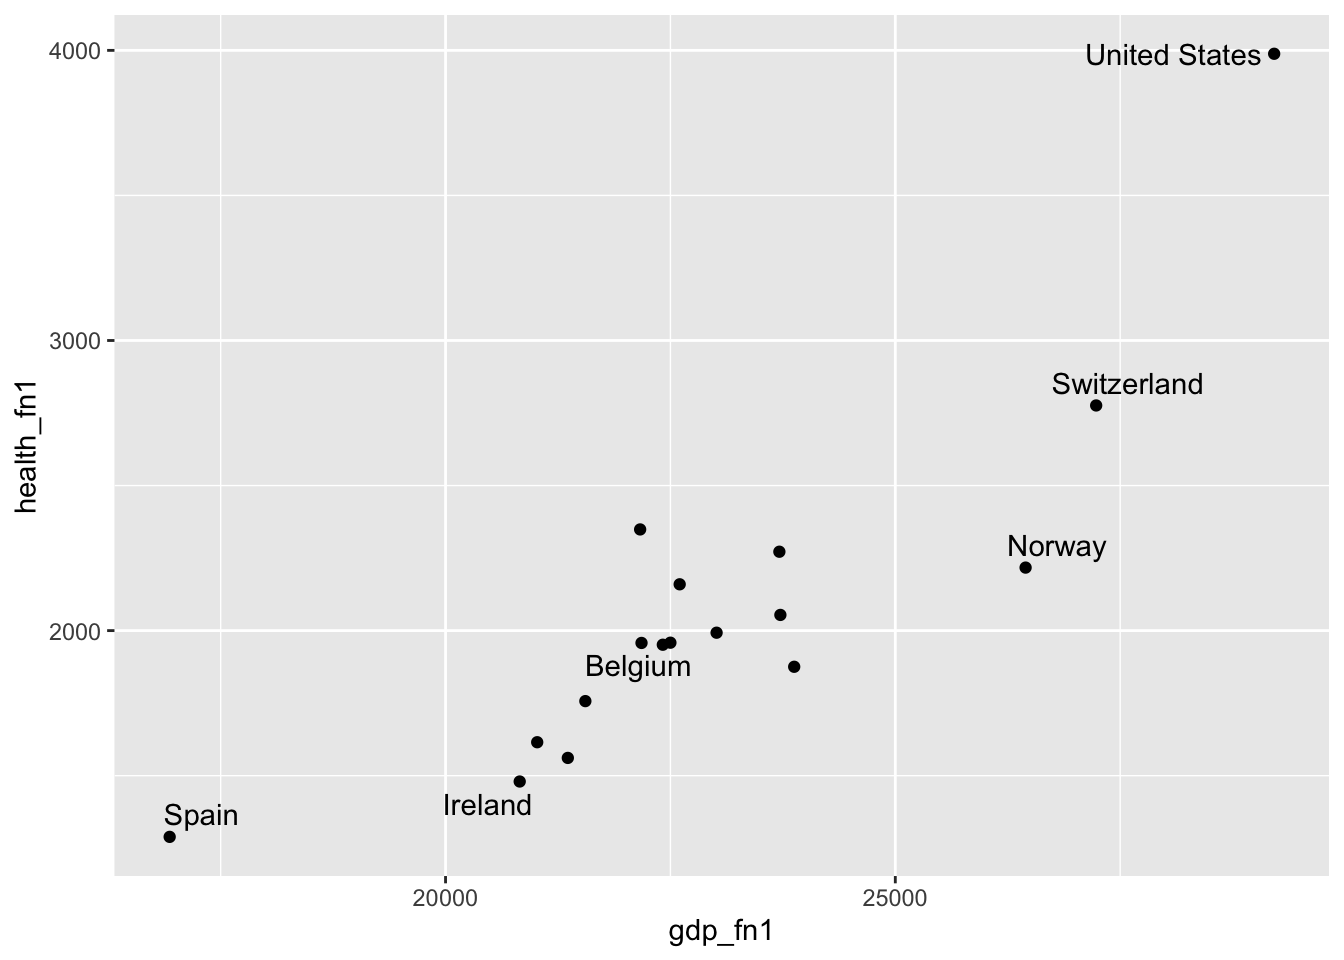 4000
United States
3000
Switzerland
health_fn1
Norway
2000
Belgium
Ireland
Spain
20000
25000
gdp_fn1